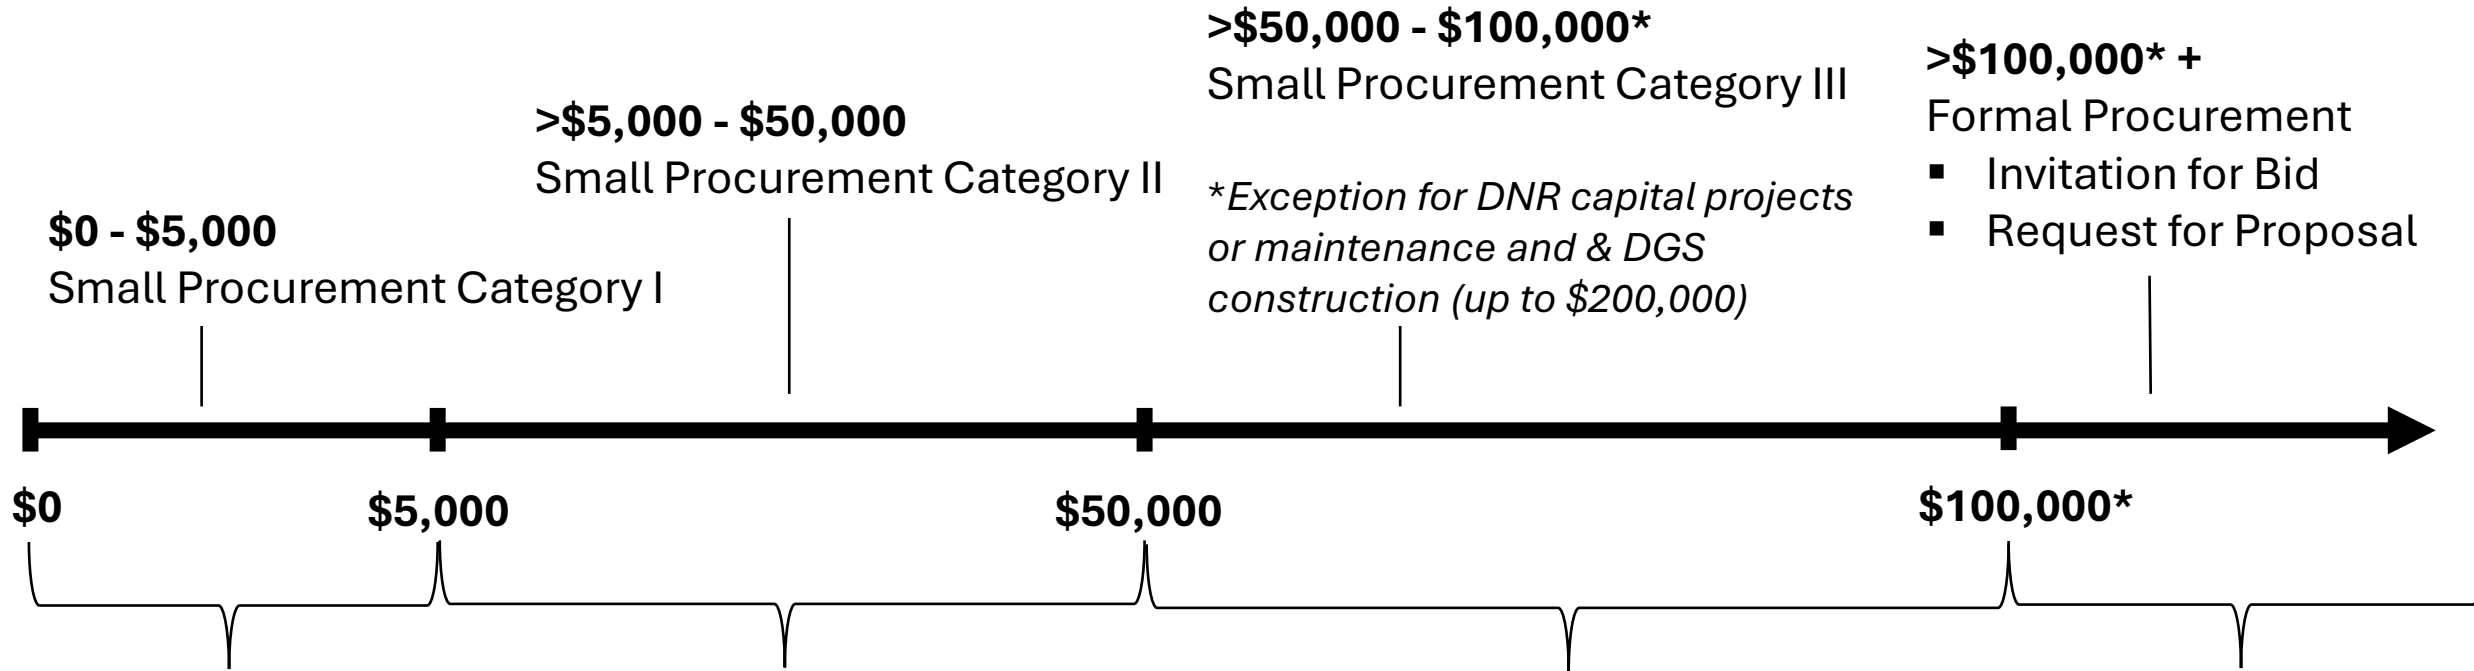 $0 - $5,000
Small Procurement Category I
>$5,000 - $50,000
Small Procurement Category II
>$50,000 - $100,000*
Small Procurement Category III
*Exception for DNR capital projects
or maintenance and & DGS
construction (up to $200,000)
>$100,000* +
Formal Procurement
▪ Invitation for Bid
▪ Request for Proposal
$0
$5,000
$50,000
$100,000*